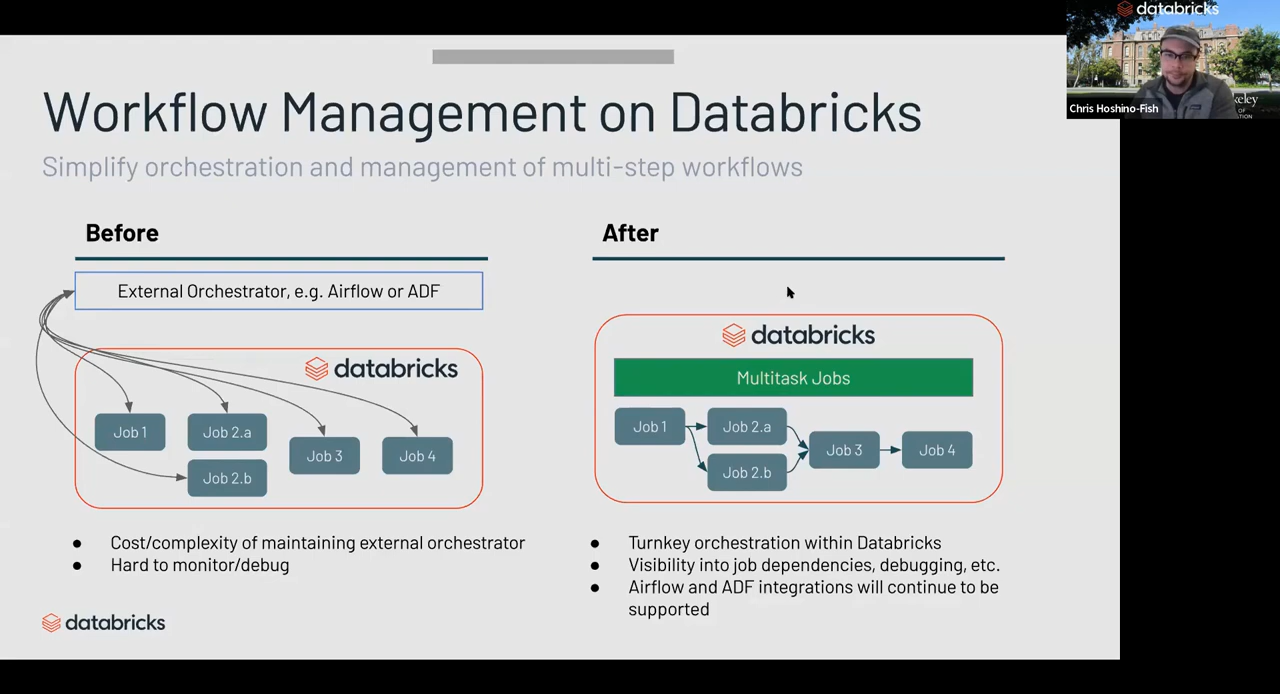 databricks
Chris Hoshino-Fish
Workflow Management on Databricks
Simplify orchestration and management of multi-step workflows
Before
External Orchestrator, e.g. Airflow or ADF
databricks
Job 1
Job 2.a
Job 2.b
Job 3
Job 4
● Cost/complexity of maintaining external orchestrator
● Hard to monitor/debug
After
databricks
Multitask Jobs
Job 1
Job 2.a
Job 2.b
Job 3
Job 4
● Turnkey orchestration within Databricks
● Visibility into job dependencies, debugging, etc.
● Airflow and ADF integrations will continue to be
supported
databricks